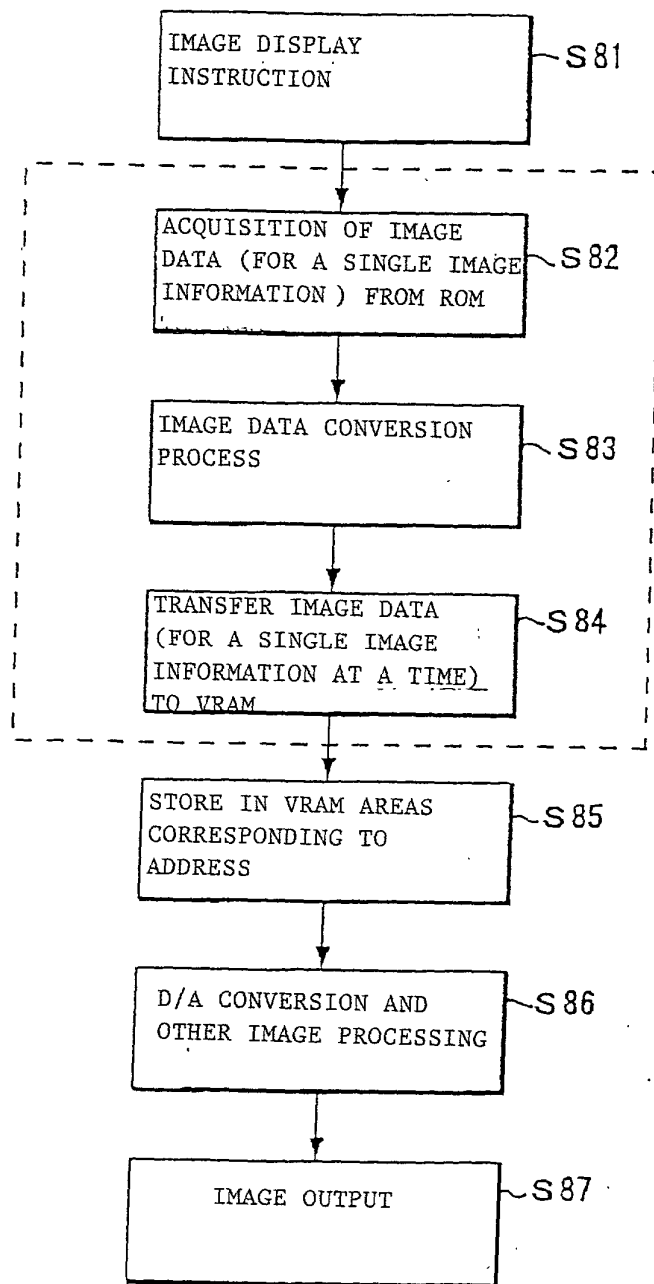 IMAGE DISPLAY
INSTRUCTION
S81
ACQUISITION OF IMAGE
DATA (FOR A SINGLE IMAGE
INFORMATION ) FROM ROM
S82
IMAGE DATA CONVERSION
PROCESS
S83
TRANSFER IMAGE DATA
(FOR A SINGLE IMAGE
INFORMATION AT A TIME)
TO VRAM
S84
STORE IN VRAM AREAS
CORRESPONDING TO
ADDRESS
S85
D/A CONVERSION AND
OTHER IMAGE PROCESSING
S86
IMAGE OUTPUT
S87